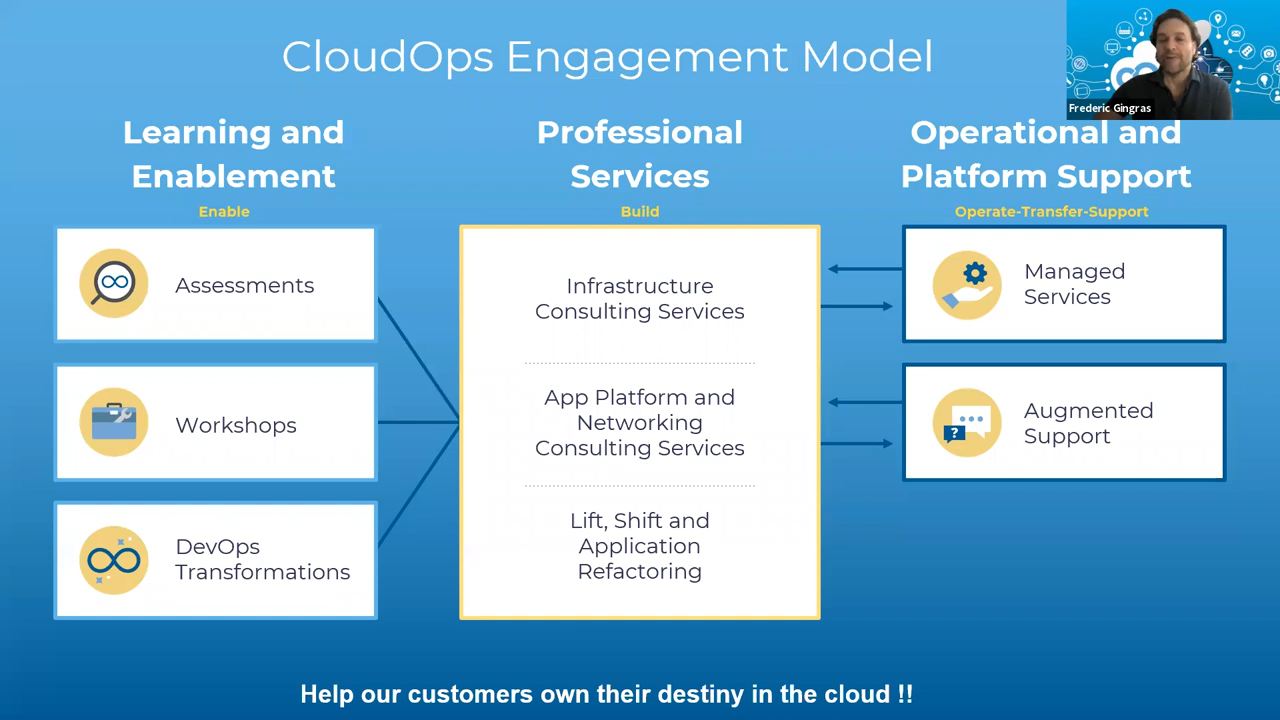 CloudOps Engagement Model
Frederic Gingras
Learning and
Enablement
Enable
Assessments
Workshops
DevOps
Transformations
Professional
Services
Build
Infrastructure
Consulting Services
App Platform and
Networking
Consulting Services
Lift, Shift and
Application
Refactoring
Operational and
Platform Support
Operate-Transfer-Support
Managed
Services
?
Augmented
Support
Help our customers own their destiny in the cloud !!